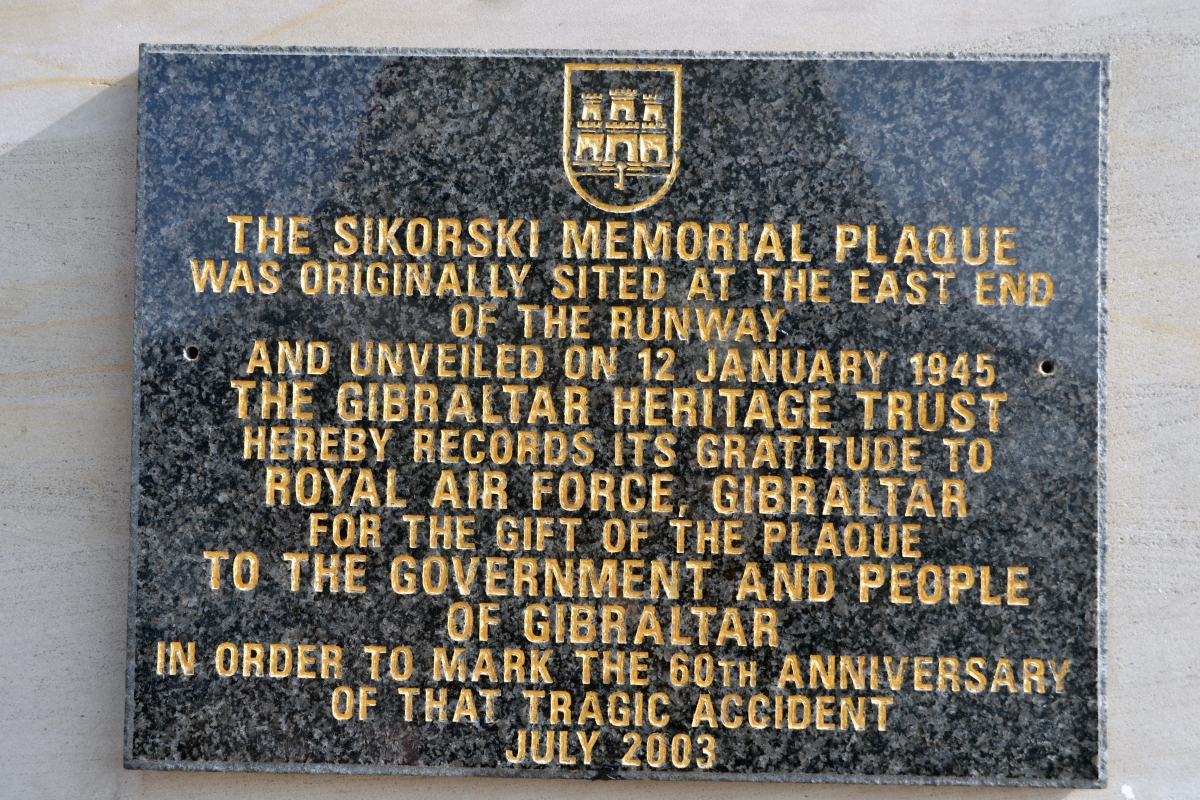 THE SIKORSKI MEMORIAL PLAQUE
WAS ORIGINALLY SITED AT THE EAST END
OF THE RUNWAY
AND UNVEILED ON 12 JANUARY 1945
THE GIBRALTAR HERITAGE TRUST
HEREBY RECORDS ITS GRATITUDE TO
ROYAL AIR FORCE, GIBRALTAR
FOR THE GIFT OF THE PLAQUE
TO THE GOVERNMENT AND PEOPLE
OF GIBRALTAR
IN ORDER TO MARK THE 60TH ANNIVERSARY
OF THAT TRAGIC ACCIDENT
JULY 2003